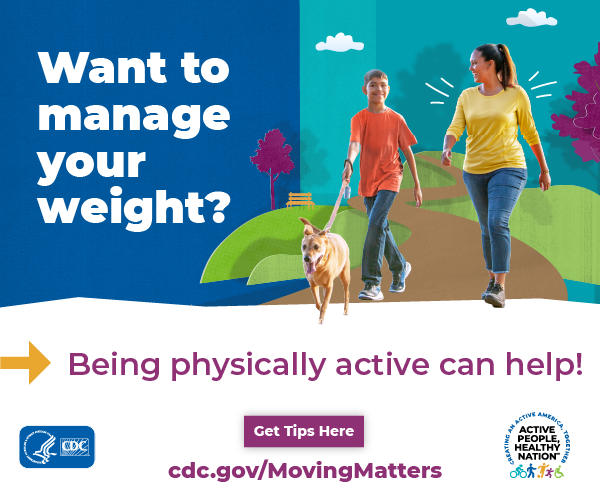 Want to
manage
your
weight?
Being physically active can help!
Get Tips Here
cdc.gov/MovingMatters
CDC
CREATING AN ACTIVE AMERICA, TOGETHER
ACTIVE
PEOPLE,
HEALTHY
NATION℠